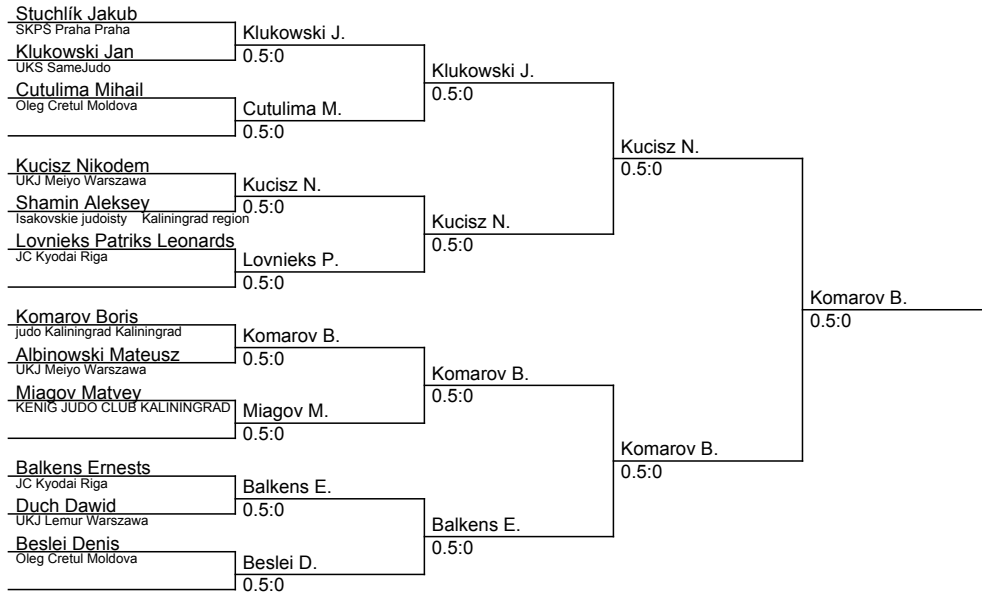 Stuchlík Jakub
SKPŠ Praha Praha
Klukowski Jan
UKS SameJudo
Cutulima Mihail
Oleg Cretul Moldova
Kucisz Nikodem
UKJ Meiyo Warszawa
Shamin Aleksey
Isakovskie judoisty Kaliningrad region
Lovnieks Patriks Leonards
JC Kyodai Riga
Komarov Boris
judo Kaliningrad Kaliningrad
Albinowski Mateusz
UKJ Meiyo Warszawa
Miagov Matvey
KENIG JUDO CLUB KALININGRAD
Balkens Ernests
JC Kyodai Riga
Duch Dawid
UKJ Lemur Warszawa
Beslei Denis
Oleg Cretul Moldova
Klukowski J.
0.5:0
Cutulima M.
0.5:0
Kucisz N.
0.5:0
Lovnieks P.
0.5:0
Komarov B.
0.5:0
Miagov M.
0.5:0
Balkens E.
0.5:0
Beslei D.
0.5:0
Klukowski J.
0.5:0
Kucisz N.
0.5:0
Komarov B.
0.5:0
Balkens E.
0.5:0
Kucisz N.
0.5:0
Komarov B.
0.5:0
Komarov B.
0.5:0